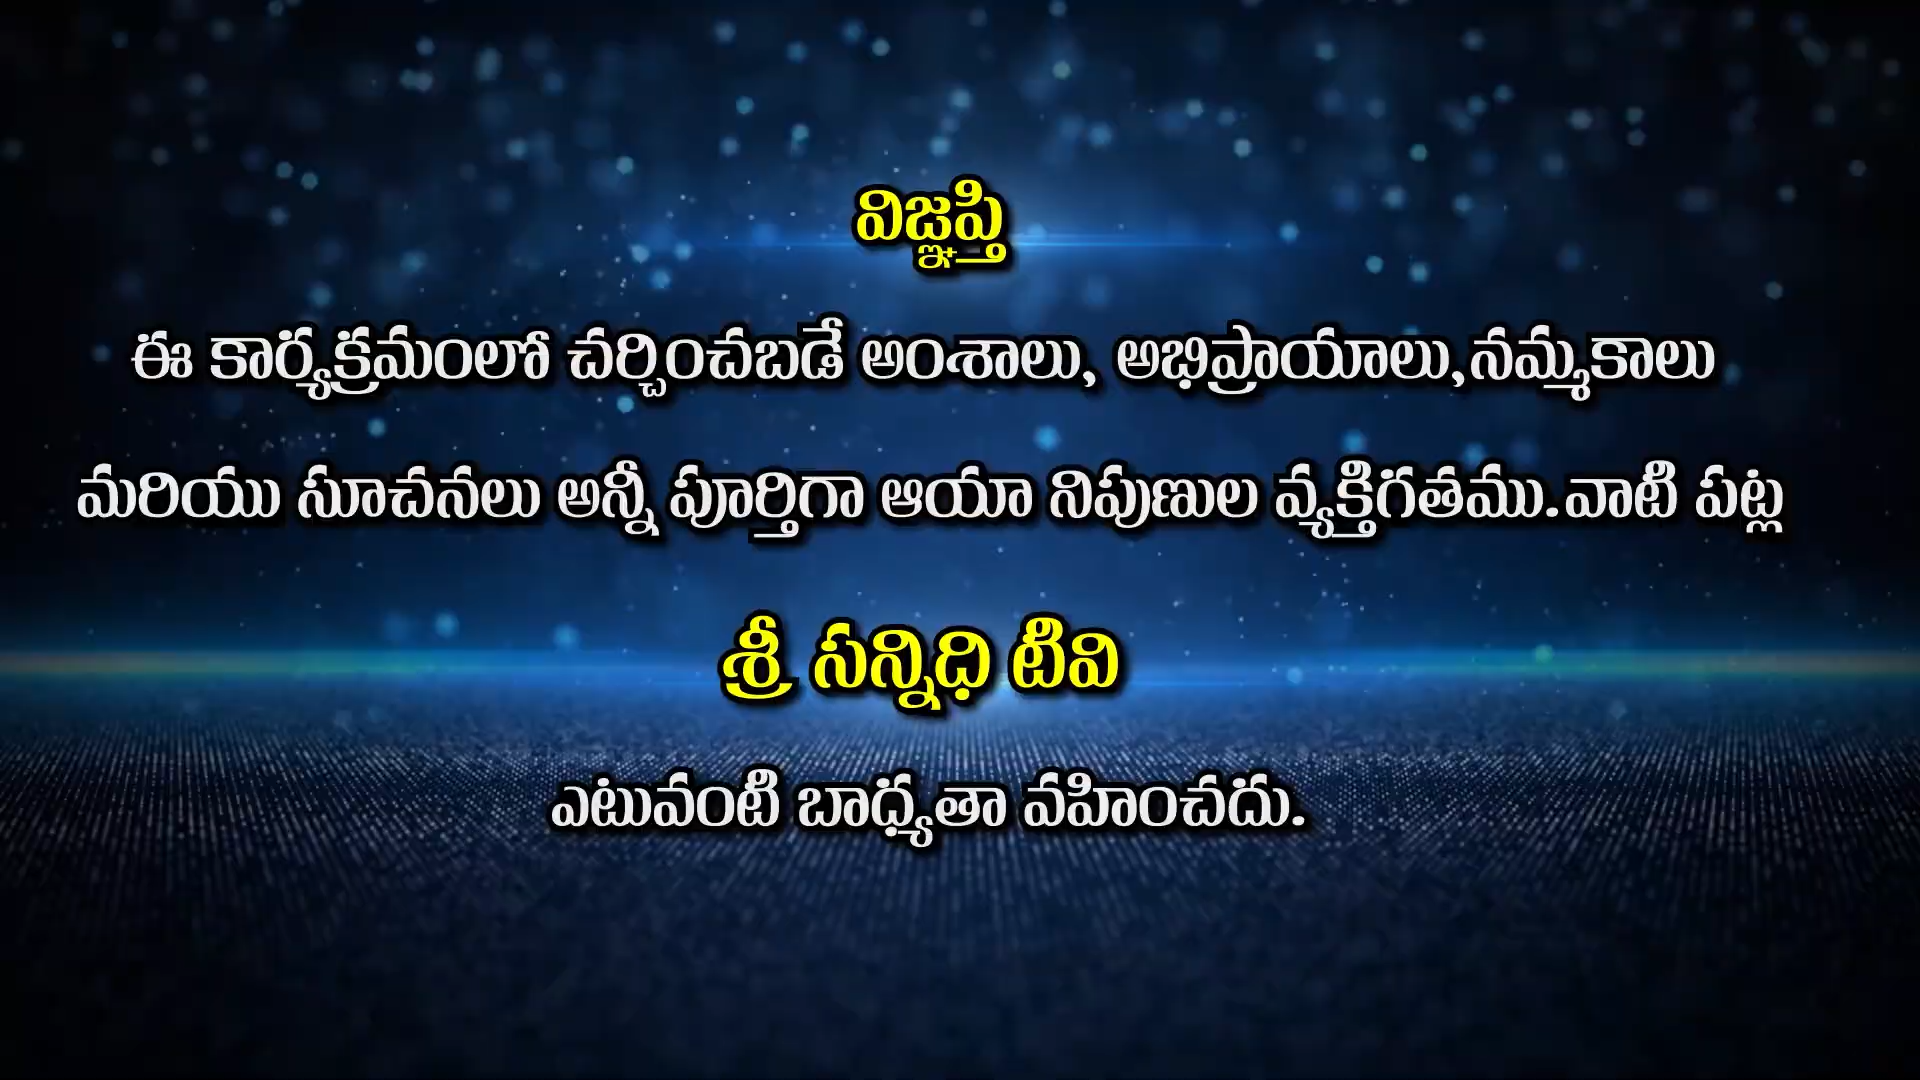 విజ్ఞప్తి
ఈ కార్యక్రమంలో చర్చించబడే అంశాలు, అభిప్రాయాలు,నమ్మకాలు
మరియు సూచనలు అన్నీ పూర్తిగా ఆయా నిపుణుల వ్యక్తిగతము.వాటి పట్ల
శ్రీ సన్నిధి టీవి
ఎటువంటి బాధ్యతా వహించదు.